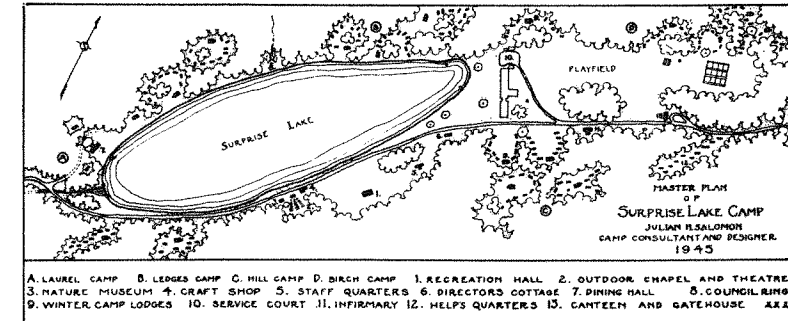 PLAYFIELD
SURPRISE LAKE
10.
1.
MASTER PLAN
OF
SURPRISE LAKE CAMP
JULIAN H. SALOMON
CAMP CONSULTANT AND DESIGNER
1945
A. LAUREL CAMP B. LEDGES CAMP C. HILL CAMP D. BIRCH CAMP 1. RECREATION HALL 2. OUTDOOR CHAPEL AND THEATRE
3. NATURE MUSEUM 4. CRAFT SHOP 5. STAFF QUARTERS 6. DIRECTORS COTTAGE 7. DINING HALL 8. COUNCIL RING
9. WINTER CAMP LODGES 10. SERVICE COURT 11. INFIRMARY 12. HELP'S QUARTERS 13. CANTEEN AND GATEHOUSE